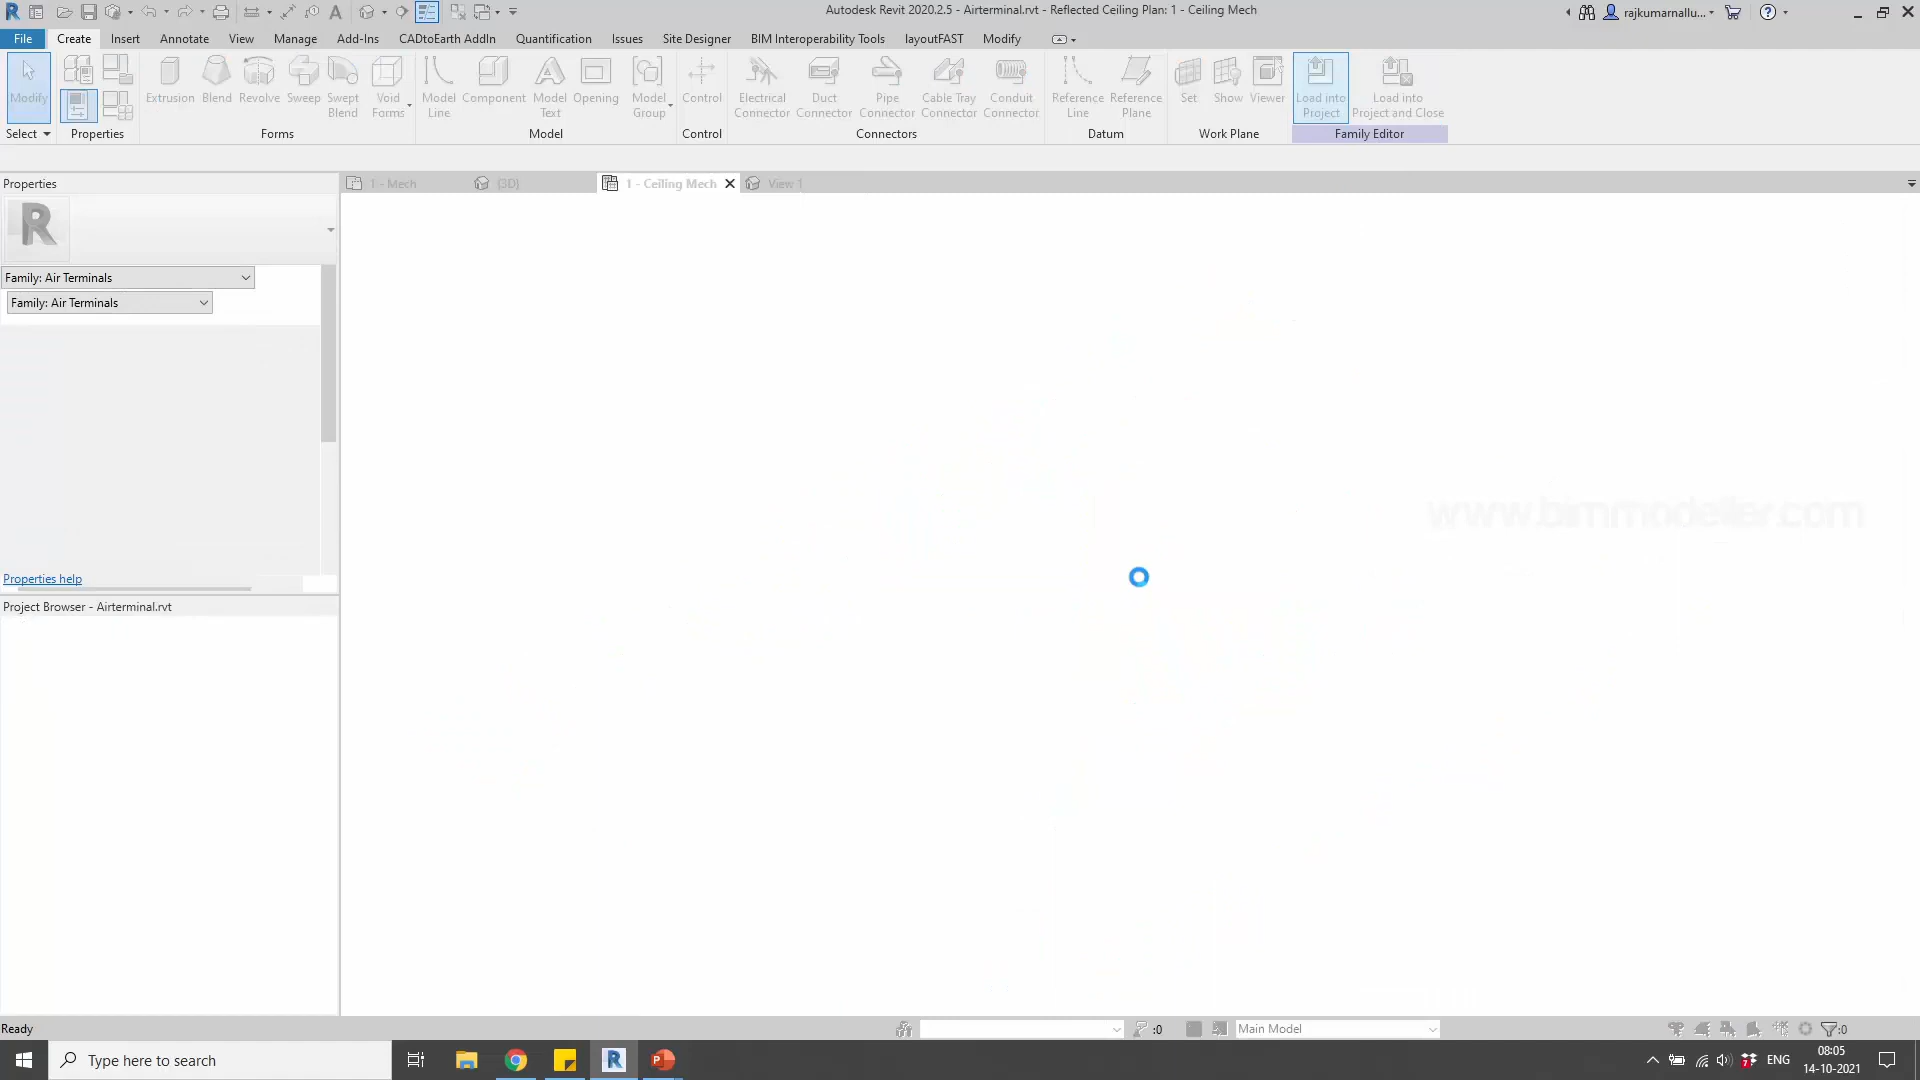 Autodesk Revit 2020.2.5 - Airterminal.rvt - Reflected Ceiling Plan: 1 - Ceiling Mech
rajkumarnallu...
File Create Insert Annotate View Manage Add-Ins CADtoEarth AddIn Quantification Issues Site Designer BIM Interoperability Tools layoutFAST Modify
Modify Extrusion Blend Revolve Sweep Swept Blend Void Forms Model Line Component Model Text Opening Model Group Control Electrical Connector Duct Connector Pipe Connector Cable Tray Connector Conduit Connector Reference Line Reference Plane Set Show Viewer Load into Project Load into Project and Close
Select Properties Forms Model Control Connectors Datum Work Plane Family Editor
Properties
1 - Mech
(3D)
1 - Ceiling Mech
View 1
R
Family: Air Terminals
Family: Air Terminals
www.bimmodeller.com
Properties help
Project Browser - Airterminal.rvt
Ready
:0
Main Model
:0
Type here to search
ENG
08:05
14-10-2021